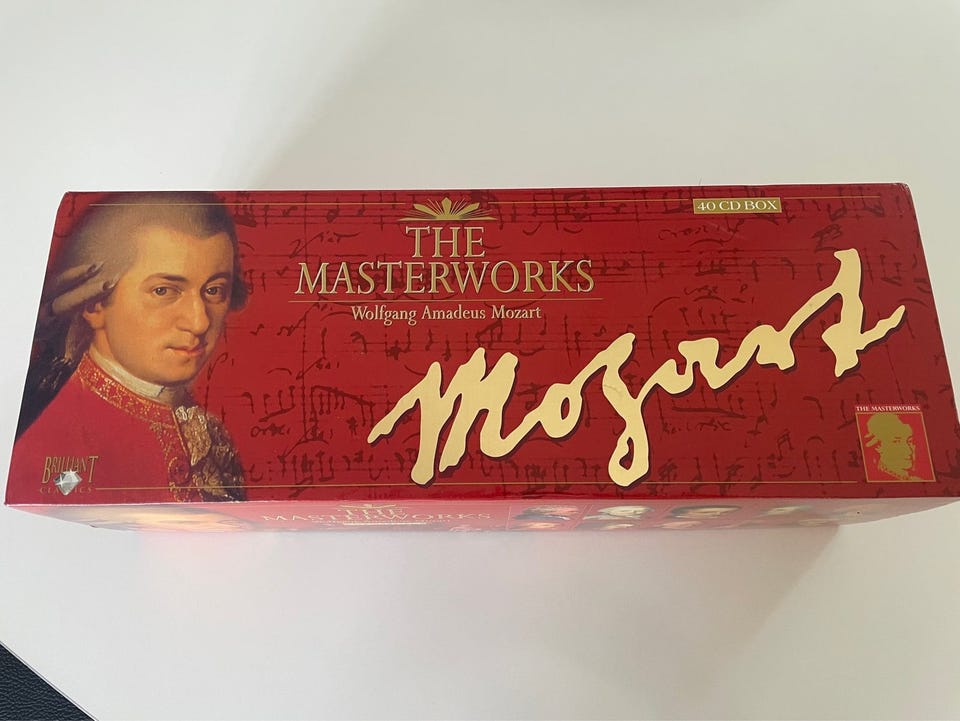 40 CD BOX
THE
MASTERWORKS
Wolfgang Amadeus Mozart
Mozart
THE MASTERWORKS
BRILLIANT
CLASSICS
THE
MASTERWORKS